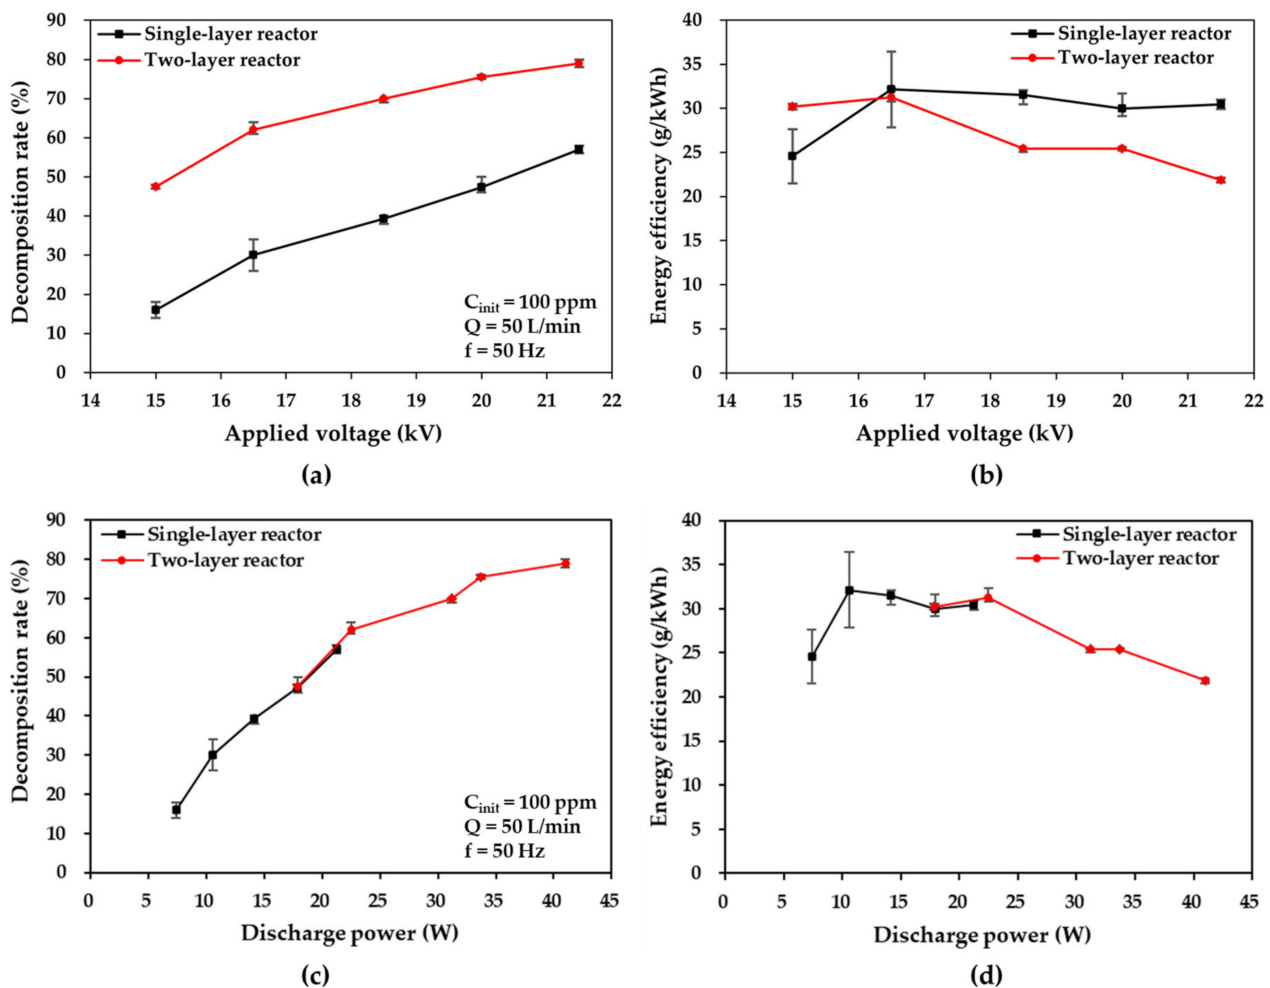 Single-layer reactor
Two-layer reactor
Decomposition rate (%)
90
80
70
60
50
40
30
20
10
0
C_init = 100 ppm
Q = 50 L/min
f = 50 Hz
14 15 16 17 18 19 20 21 22
Applied voltage (kV)
(a)
Single-layer reactor
Two-layer reactor
Energy efficiency (g/kWh)
40
35
30
25
20
15
10
5
0
14 15 16 17 18 19 20 21 22
Applied voltage (kV)
(b)
Single-layer reactor
Two-layer reactor
Decomposition rate (%)
90
80
70
60
50
40
30
20
10
0
C_init = 100 ppm
Q = 50 L/min
f = 50 Hz
0 5 10 15 20 25 30 35 40 45
Discharge power (W)
(c)
Single-layer reactor
Two-layer reactor
Energy efficiency (g/kWh)
40
35
30
25
20
15
10
5
0
0 5 10 15 20 25 30 35 40 45
Discharge power (W)
(d)